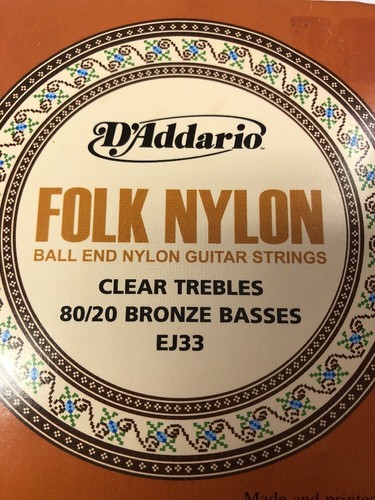 D'Addario
FOLK NYLON
BALL END NYLON GUITAR STRINGS
CLEAR TREBLES
80/20 BRONZE BASSES
EJ33
Made and printed